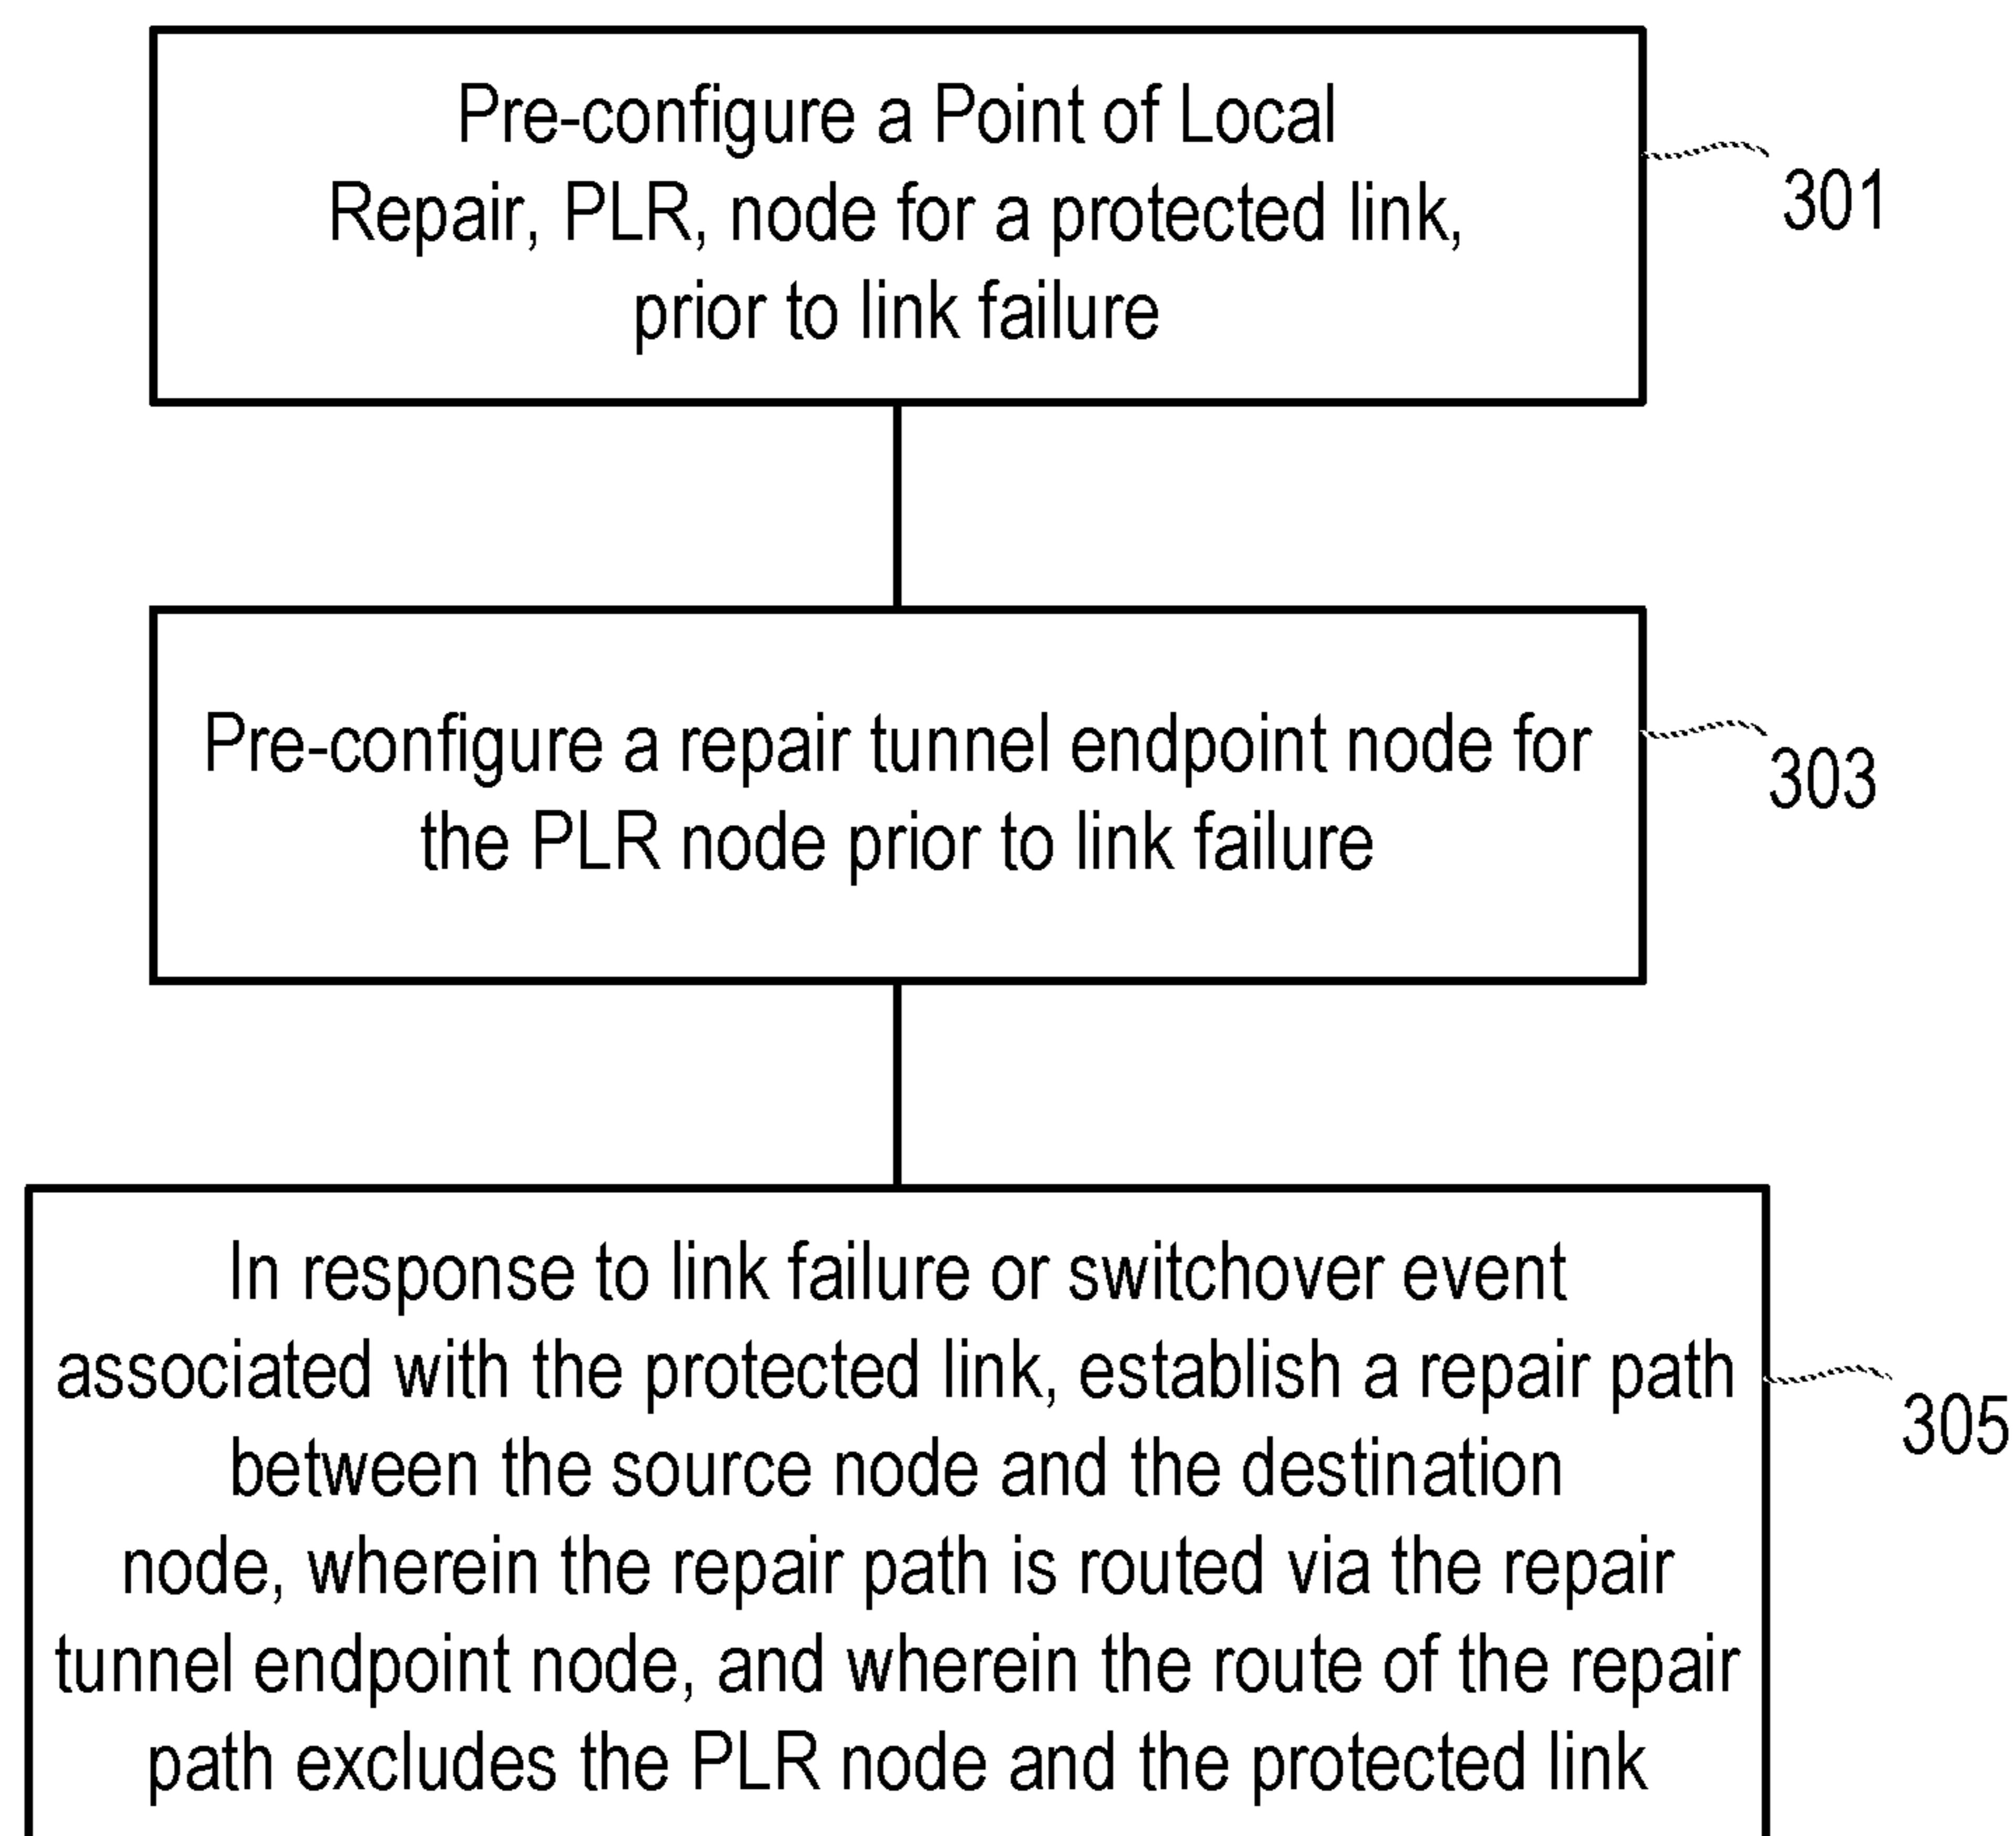 Pre-configure a Point of Local
Repair, PLR, node for a protected link,
prior to link failure
301
Pre-configure a repair tunnel endpoint node for
the PLR node prior to link failure
303
In response to link failure or switchover event
associated with the protected link, establish a repair path
between the source node and the destination
node, wherein the repair path is routed via the repair
tunnel endpoint node, and wherein the route of the repair
path excludes the PLR node and the protected link
305